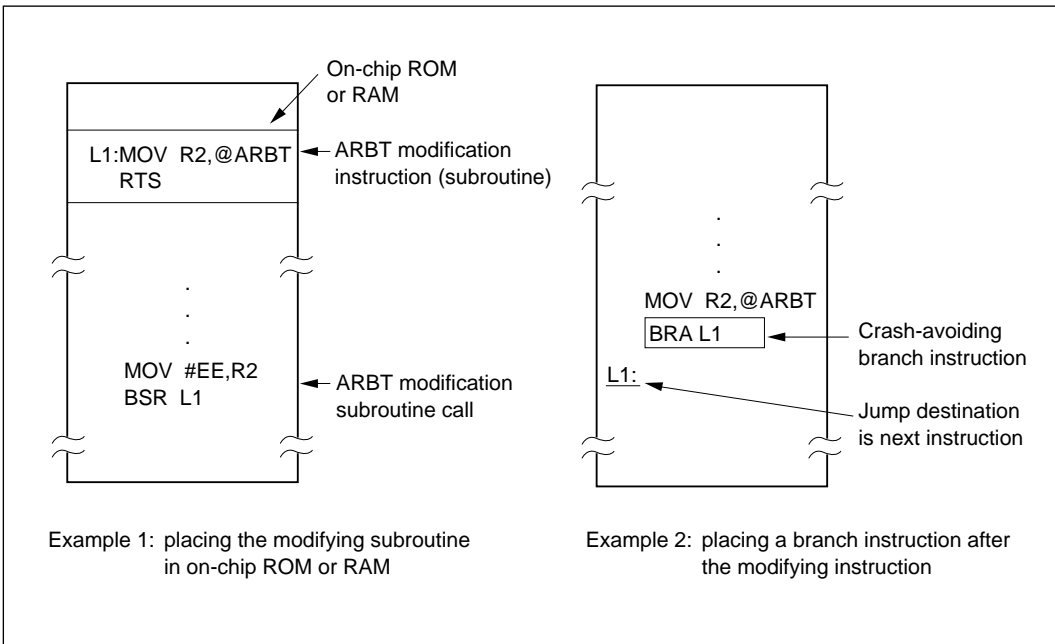 On-chip ROM
or RAM
L1:MOV R2,@ARBT
RTS
ARBT modification
instruction (subroutine)
.
.
.
MOV #EE,R2
BSR L1
ARBT modification
subroutine call
Example 1: placing the modifying subroutine
in on-chip ROM or RAM
.
.
.
MOV R2,@ARBT
BRA L1
Crash-avoiding
branch instruction
L1:
Jump destination
is next instruction
Example 2: placing a branch instruction after
the modifying instruction